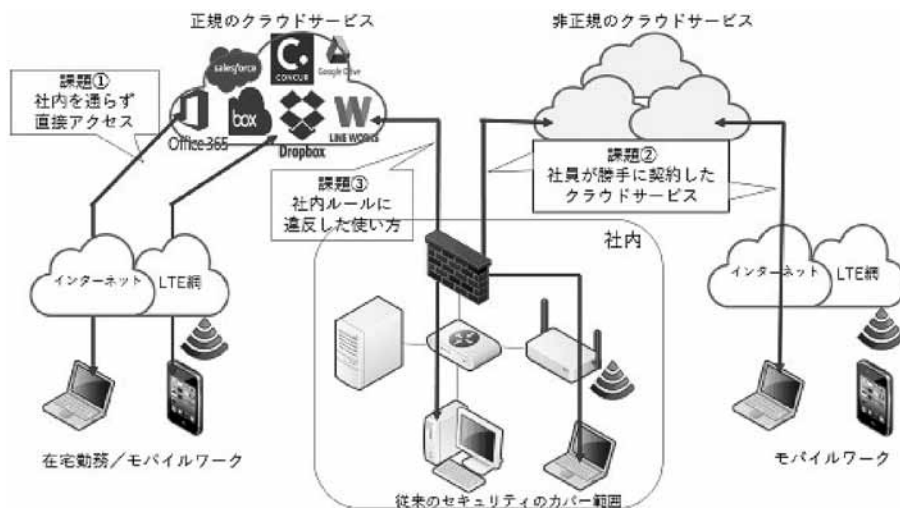 正規のクラウドサービス
非正規のクラウドサービス
salesforce
C.
CONCUR
Google Drive
課題①
社内を通らず
直接アクセス
Office 365
box
Dropbox
W
LINE WORKS
課題③
社内ルールに
違反した使い方
課題②
社員が勝手に契約した
クラウドサービス
社内
インターネット
LTE網
インターネット
LTE網
在宅勤務／モバイルワーク
モバイルワーク
従来のセキュリティのカバー範囲